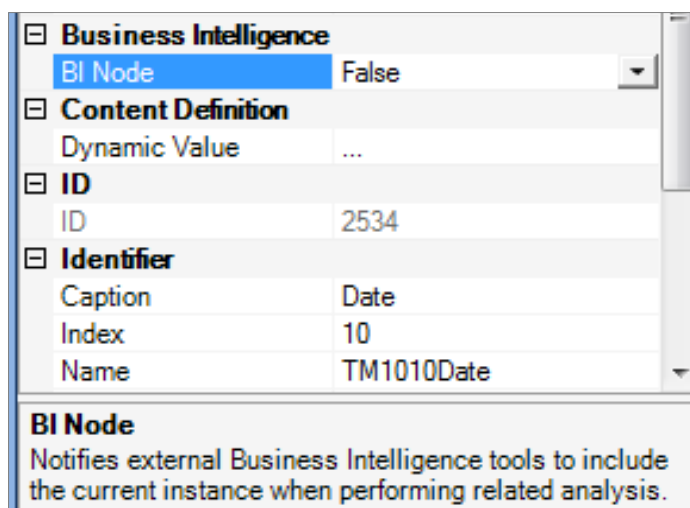 Business Intelligence
BI Node False
Content Definition
Dynamic Value ...
ID
ID 2534
Identifier
Caption Date
Index 10
Name TM1010Date
BI Node
Notifies external Business Intelligence tools to include
the current instance when performing related analysis.